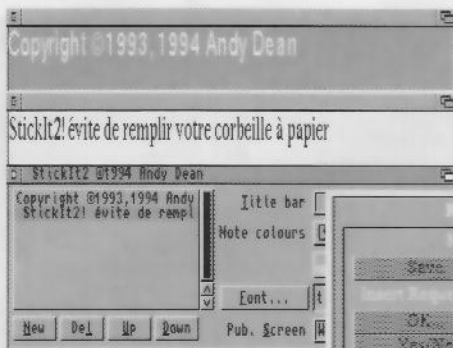 Copyright ©1993,1994 Andy Dean
StickIt2! évite de remplir votre corbeille à papier
StickIt2 ©1994 Andy Dean
Copyright ©1993,1994 Andy
StickIt2! évite de rempl
Title bar
Note colours
Font...
t
New
Del
Up
Down
Pub. Screen
W
Save
Insert
OK